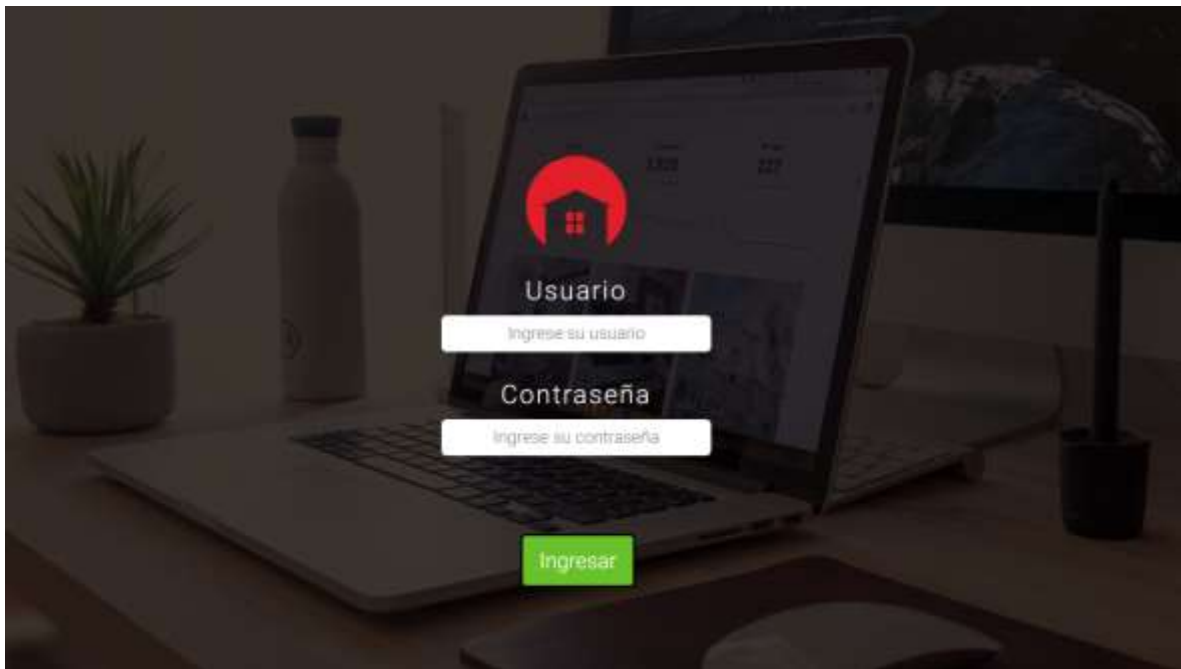 Usuario
Ingrese su usuario
Contraseña
Ingrese su contraseña
Ingresar